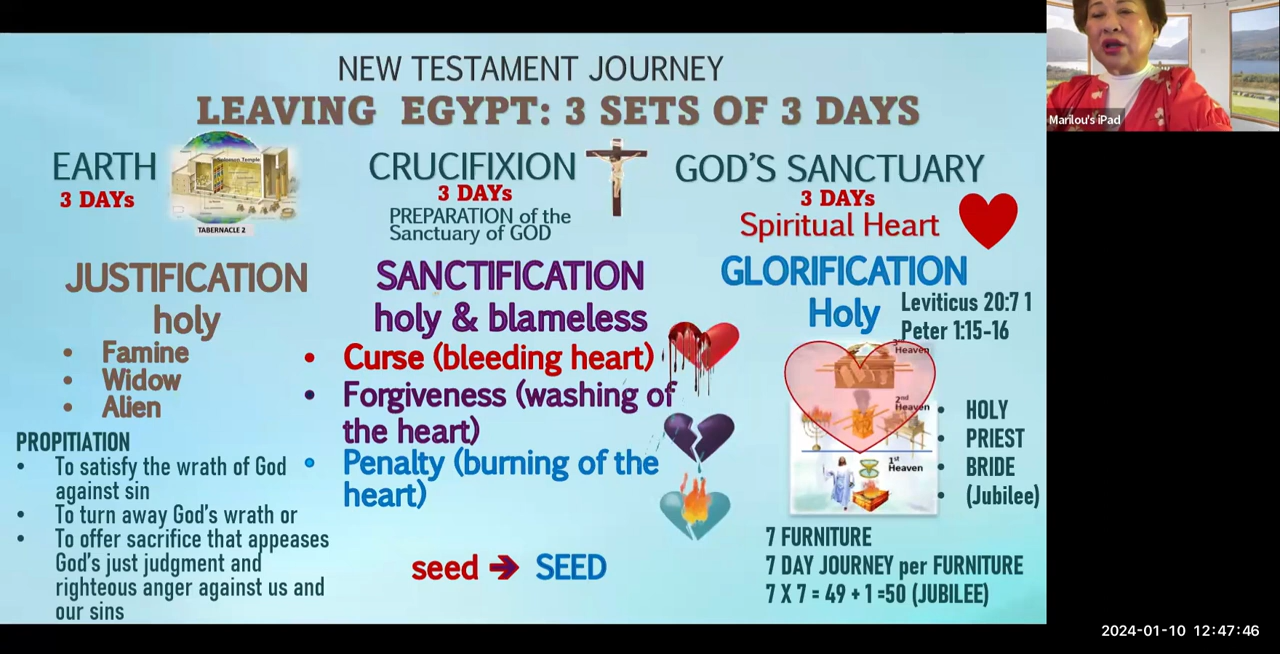 NEW TESTAMENT JOURNEY
LEAVING EGYPT: 3 SETS OF 3 DAYS
EARTH
3 DAYs
Solomon Temple
TABERNACLE 2
JUSTIFICATION
holy
• Famine
• Widow
• Alien
PROPITIATION
• To satisfy the wrath of God
against sin
• To turn away God's wrath or
• To offer sacrifice that appeases
God's just judgment and
righteous anger against us and
our sins
CRUCIFIXION
3 DAYs
PREPARATION of the
Sanctuary of GOD
SANCTIFICATION
holy & blameless
• Curse (bleeding heart)
• Forgiveness (washing of
the heart)
• Penalty (burning of the
heart)
seed ➔ SEED
GOD'S SANCTUARY
3 DAYs
Spiritual Heart
GLORIFICATION
Holy
Leviticus 20:7 1
Peter 1:15-16
3rd
Heaven
2nd
Heaven
1st
Heaven
• HOLY
• PRIEST
• BRIDE
• (Jubilee)
7 FURNITURE
7 DAY JOURNEY per FURNITURE
7 X 7 = 49 + 1 =50 (JUBILEE)
Marilou's iPad
2024-01-10 12:47:46